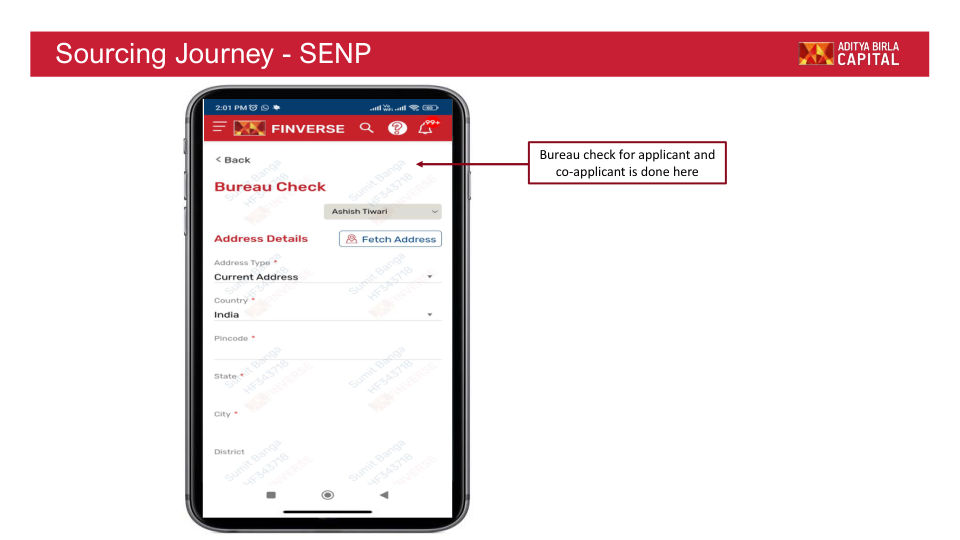 Sourcing Journey - SENP
ADITYA BIRLA
CAPITAL
2:01 PM
FINVERSE
99+
< Back
Bureau Check
Ashish Tiwari
Address Details
Fetch Address
Address Type *
Current Address
Country *
India
Pincode *
State *
City *
District
Bureau check for applicant and
co-applicant is done here
Sumit Banga
HF343718
FINVERSE